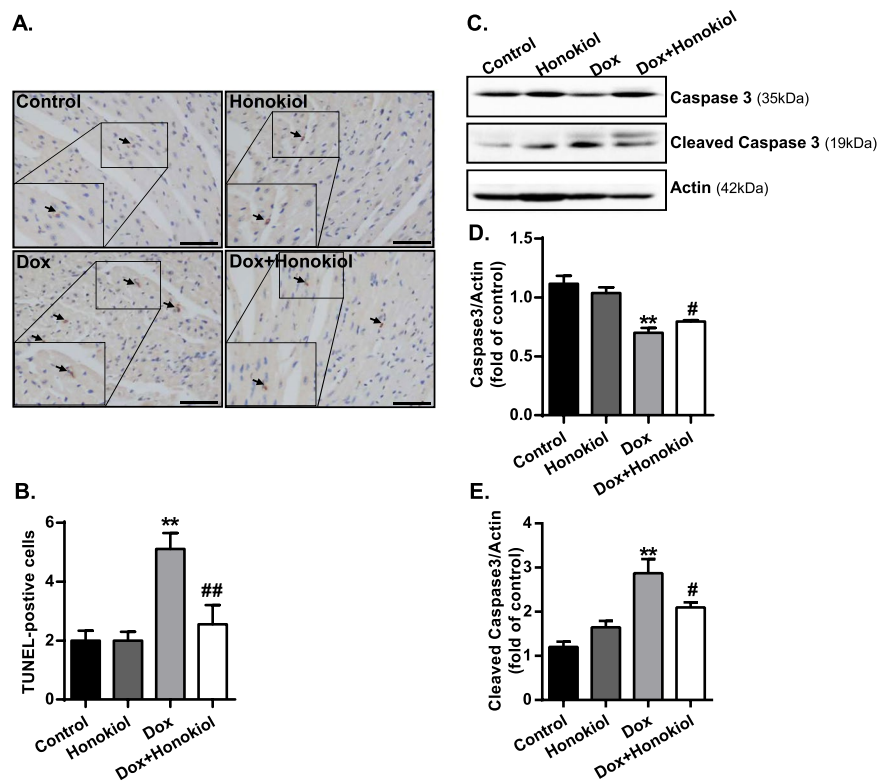 A.
Control
Honokiol
Dox
Dox+Honokiol
B.
TUNEL-postive cells
6
4
2
0
**
##
Control
Honokiol
Dox
Dox+Honokiol
C.
Control
Honokiol
Dox
Dox+Honokiol
Caspase 3 (35kDa)
Cleaved Caspase 3 (19kDa)
Actin (42kDa)
D.
Caspase3/Actin
(fold of control)
1.5
1.0
0.5
0.0
**
#
Control
Honokiol
Dox
Dox+Honokiol
E.
Cleaved Caspase3/Actin
(fold of control)
4
3
2
1
0
**
#
Control
Honokiol
Dox
Dox+Honokiol